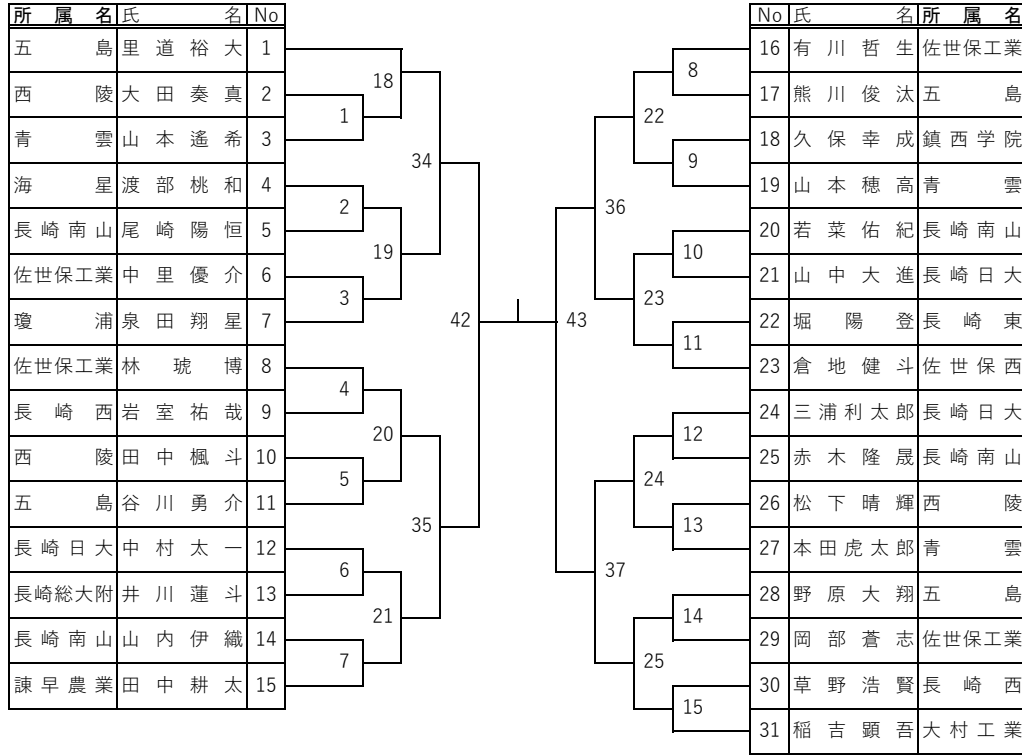 所属名 氏名 No
五島 里道裕大 1
西陵 大田奏真 2
青雲 山本遙希 3
海星 渡部桃和 4
長崎南山 尾崎陽恒 5
佐世保工業 中里優介 6
瓊浦 泉田翔星 7
佐世保工業 林琥博 8
長崎西 岩室祐哉 9
西陵 田中楓斗 10
五島 谷川勇介 11
長崎日大 中村太一 12
長崎総大附 井川蓮斗 13
長崎南山 山内伊織 14
諫早農業 田中耕太 15
18
1
34
2
19
3
42
4
20
5
35
6
21
7
43
8
22
9
36
10
23
11
12
24
13
37
14
25
15
No 氏名 所属名
16 有川哲生 佐世保工業
17 熊川俊汰 五島
18 久保幸成 鎮西学院
19 山本穂高 青雲
20 若菜佑紀 長崎南山
21 山中大進 長崎日大
22 堀陽登 長崎東
23 倉地健斗 佐世保西
24 三浦利太郎 長崎日大
25 赤木隆晟 長崎南山
26 松下晴輝 西陵
27 本田虎太郎 青雲
28 野原大翔 五島
29 岡部蒼志 佐世保工業
30 草野浩賢 長崎西
31 稲吉顕吾 大村工業